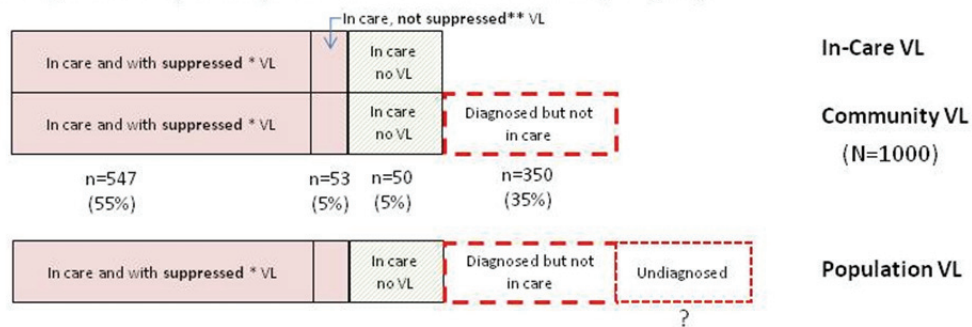 In care, not suppressed** VL
In care and with suppressed * VL
In care
no VL
In-Care VL
In care and with suppressed * VL
In care
no VL
Diagnosed but not
in care
Community VL
(N=1000)
n=547
(55%)
n=53
(5%)
n=50
(5%)
n=350
(35%)
In care and with suppressed * VL
In care
no VL
Diagnosed but not
in care
Undiagnosed
Population VL
?